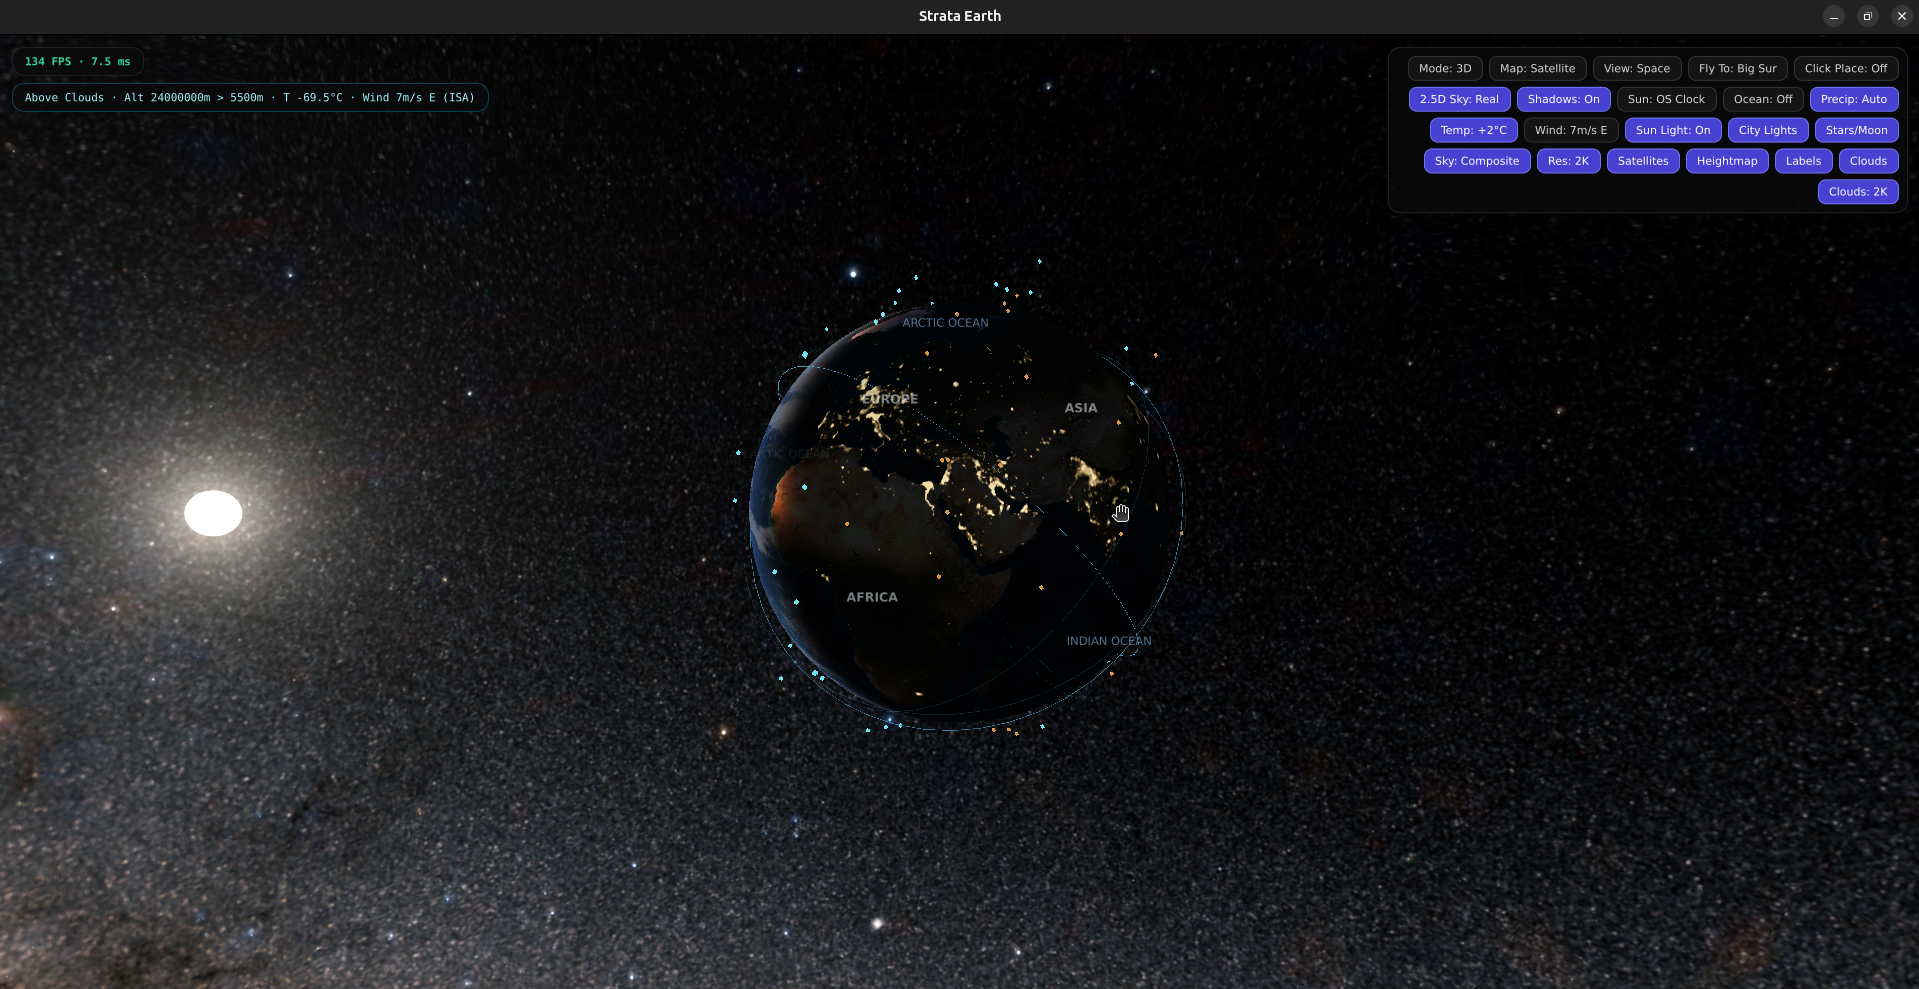 Strata Earth
134 FPS · 7.5 ms
Above Clouds · Alt 24000000m > 5500m · T -69.5°C · Wind 7m/s E (ISA)
Mode: 3D Map: Satellite View: Space Fly To: Big Sur Click Place: Off
2.5D Sky: Real Shadows: On Sun: OS Clock Ocean: Off Precip: Auto
Temp: +2°C Wind: 7m/s E Sun Light: On City Lights Stars/Moon
Sky: Composite Res: 2K Satellites Heightmap Labels Clouds
Clouds: 2K
ARCTIC OCEAN
EUROPE
ASIA
OCEAN
AFRICA
INDIAN OCEAN